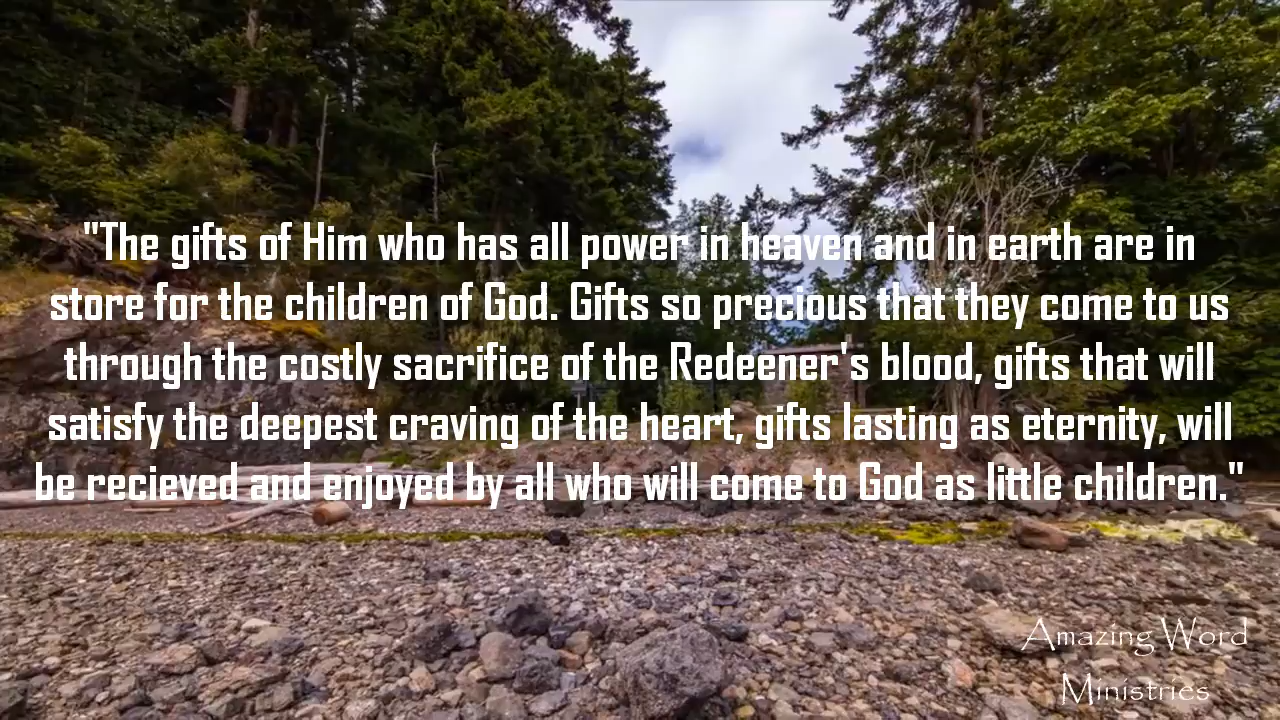 "The gifts of Him who has all power in heaven and in earth are in
store for the children of God. Gifts so precious that they come to us
through the costly sacrifice of the Redeener's blood, gifts that will
satisfy the deepest craving of the heart, gifts lasting as eternity, will
be recieved and enjoyed by all who will come to God as little children."
Amazing Word
Ministries